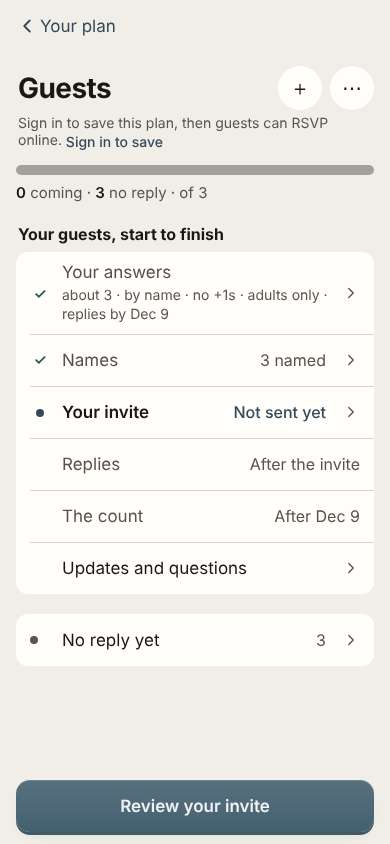 Your plan
Guests
+ ...
Sign in to save this plan, then guests can RSVP
online. Sign in to save
0 coming · 3 no reply · of 3
Your guests, start to finish
Your answers
about 3 · by name · no +1s · adults only ·
replies by Dec 9
Names 3 named
Your invite Not sent yet
Replies After the invite
The count After Dec 9
Updates and questions
No reply yet 3
Review your invite